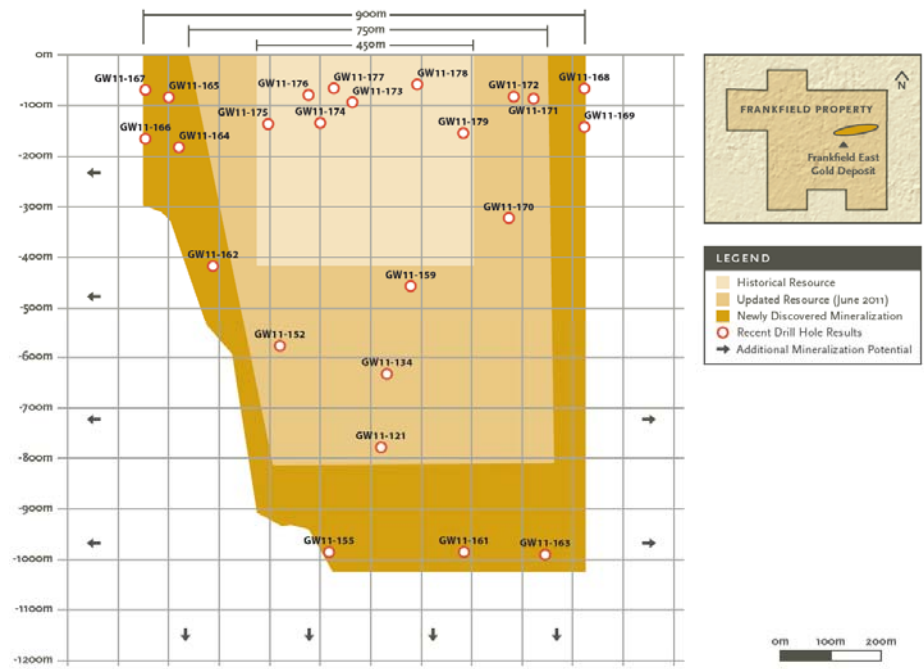 900m
750m
450m
0m
-100m
-200m
-300m
-400m
-500m
-600m
-700m
-800m
-900m
-1000m
-1100m
-1200m
GW11-167
GW11-165
GW11-176
GW11-177
GW11-178
GW11-173
GW11-172
GW11-168
GW11-175
GW11-174
GW11-171
GW11-169
GW11-166
GW11-164
GW11-179
GW11-170
GW11-162
GW11-159
GW11-152
GW11-134
GW11-121
GW11-155
GW11-161
GW11-163
N
FRANKFIELD PROPERTY
Frankfield East
Gold Deposit
LEGEND
Historical Resource
Updated Resource (June 2011)
Newly Discovered Mineralization
Recent Drill Hole Results
Additional Mineralization Potential
0m 100m 200m